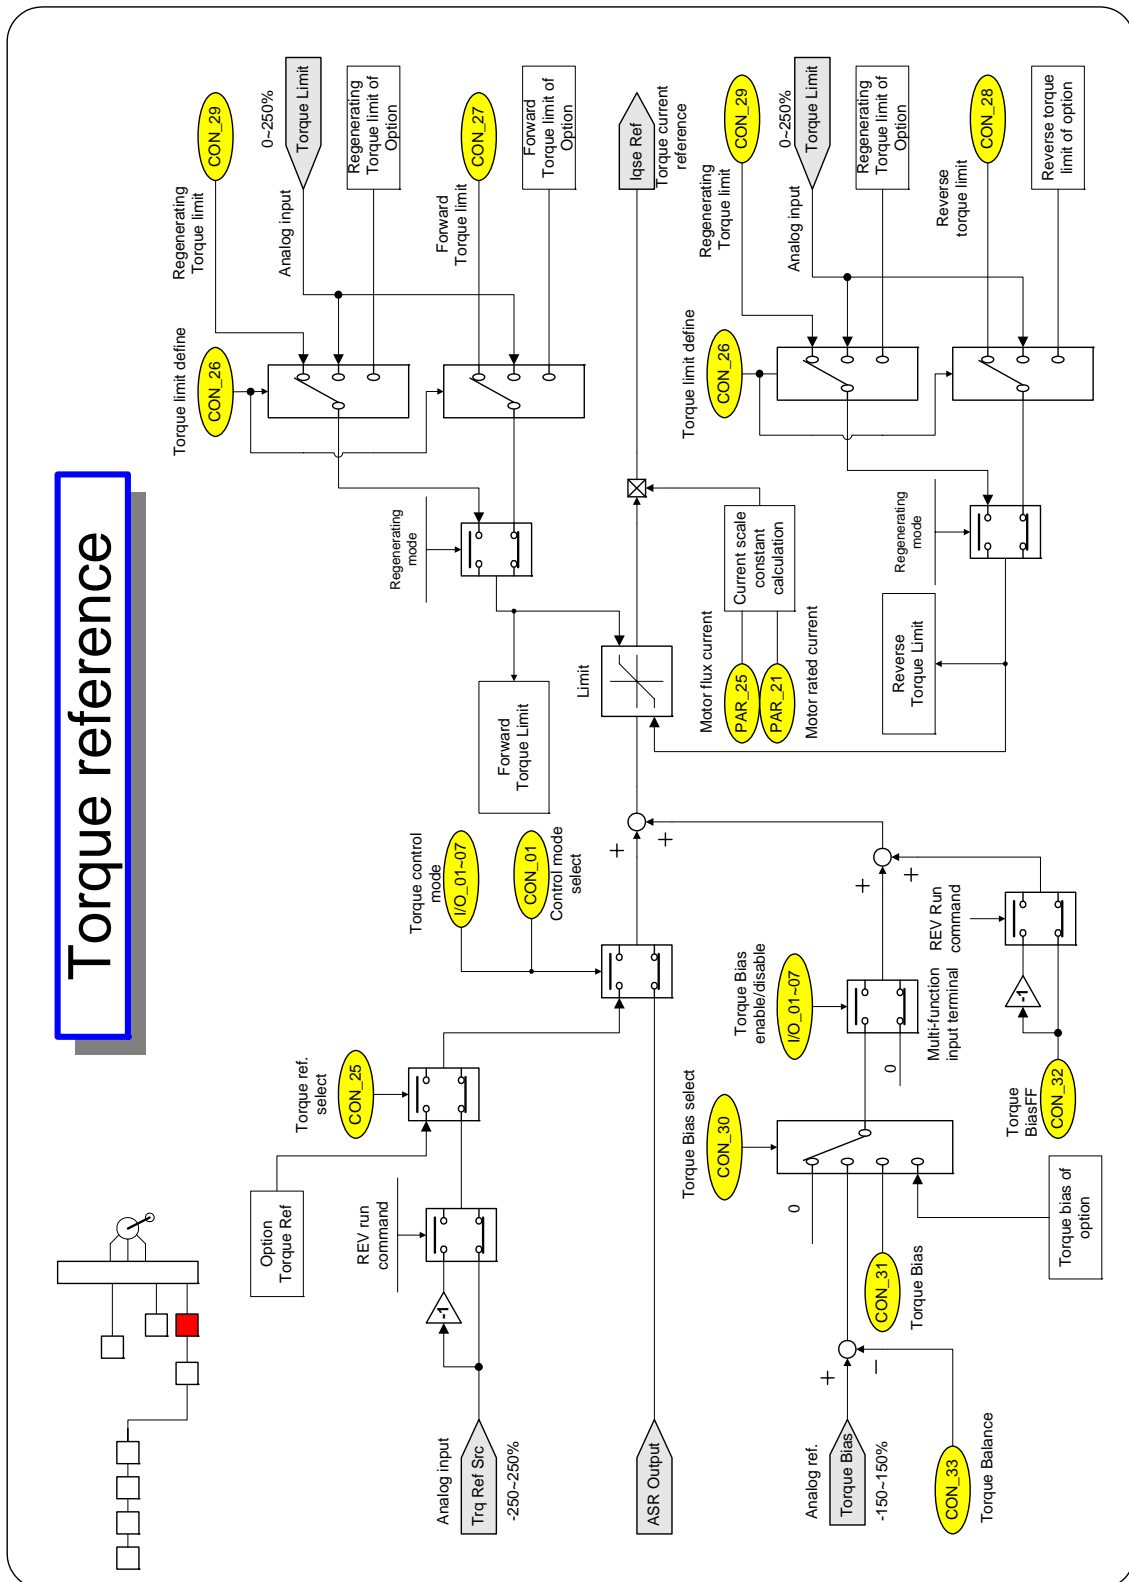 Torque reference
Option
Torque Ref
Torque ref.
select
CON_25
REV run
command
-1
Analog input
Trq Ref Src
-250~250%
ASR Output
Torque control
mode
I/O_01~07
CON_01
Control mode
select
+
+
Forward
Torque Limit
Limit
Regenerating
mode
Torque limit define
CON_26
Regenerating
Torque limit
CON_29
0~250%
Torque Limit
Analog input
Regenerating
Torque limit of
Option
Forward
Torque limit
CON_27
Forward
Torque limit of
Option
Iqse Ref
Torque current
reference
Motor flux current
PAR_25
PAR_21
Motor rated current
Current scale
constant
calculation
Torque limit define
CON_26
Regenerating
Torque limit
CON_29
0~250%
Torque Limit
Analog input
Regenerating
Torque limit of
Option
Reverse
torque limit
CON_28
Reverse torque
limit of option
Regenerating
mode
Reverse
Torque Limit
Analog ref.
Torque Bias
-150~150%
+
−
CON_33
Torque Balance
Torque Bias select
CON_30
0
CON_31
Torque Bias
Torque bias of
option
Torque Bias
enable/disable
I/O_01~07
0
Multi-function
input terminal
+
+
REV Run
command
-1
Torque
BiasFF
CON_32